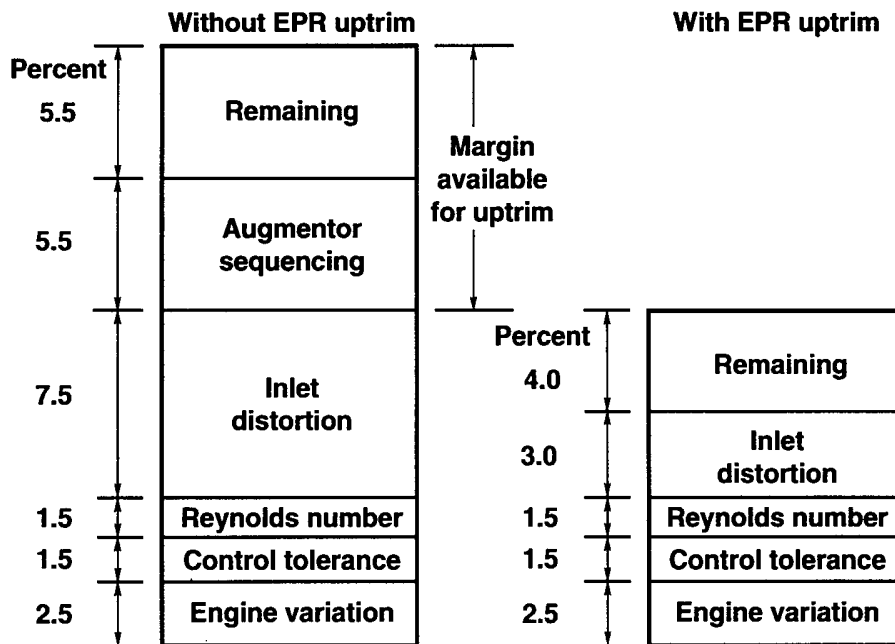 Without EPR uptrim
With EPR uptrim
Percent
5.5
Remaining
5.5
Augmentor
sequencing
Margin
available
for uptrim
7.5
Inlet
distortion
1.5
Reynolds number
1.5
Control tolerance
2.5
Engine variation
Percent
4.0
Remaining
3.0
Inlet
distortion
1.5
Reynolds number
1.5
Control tolerance
2.5
Engine variation